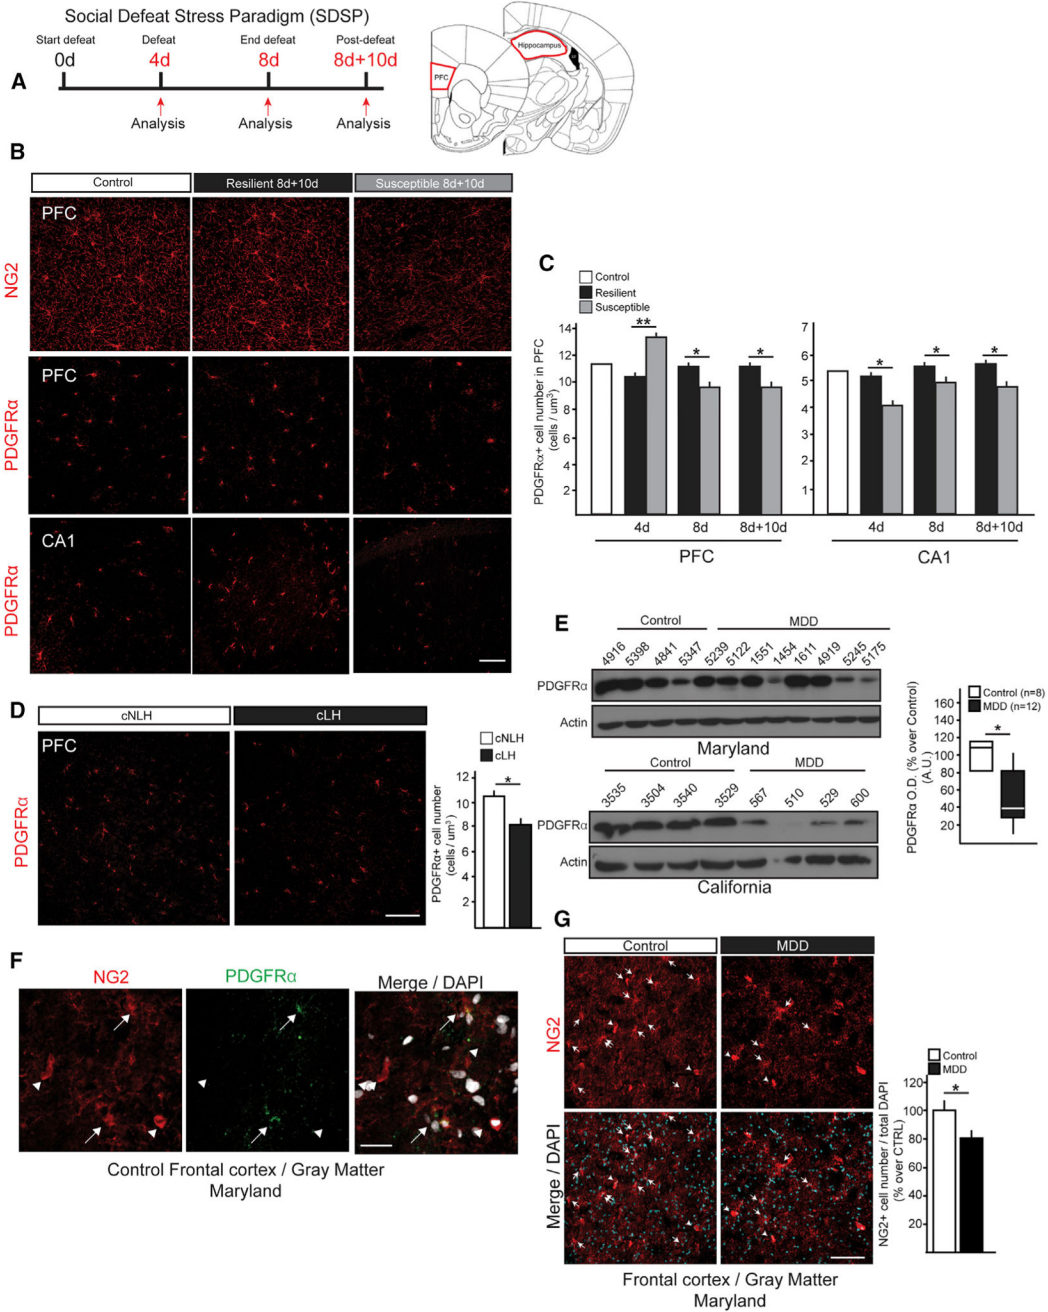 Social Defeat Stress Paradigm (SDSP)
Start defeat
Defeat
End defeat
Post-defeat
0d
4d
8d
8d+10d
A
Analysis
Analysis
Analysis
PFC
Hippocampus
B
Control
Resilient 8d+10d
Susceptible 8d+10d
NG2
PFC
PDGFRα
PFC
PDGFRα
CA1
C
Control
Resilient
Susceptible
PDGFRα+ cell number in PFC
(cells / um³)
14
12
10
8
6
4
2
**
*
*
4d
8d
8d+10d
PFC
7
6
5
4
3
2
1
*
*
*
4d
8d
8d+10d
CA1
D
cNLH
cLH
PDGFRα
PFC
cNLH
cLH
PDGFRα+ cell number
(cells / um³)
12
10
8
6
4
2
*
E
Control
MDD
4916
5398
4841
5347
5239
5122
1551
1454
1611
4919
5245
5175
PDGFRα
Actin
Maryland
Control
MDD
3535
3504
3540
3529
567
510
529
600
PDGFRα
Actin
California
Control (n=8)
MDD (n=12)
PDGFRα O.D. (% over Control)
(A.U.)
160
140
120
100
80
60
40
20
*
F
NG2
PDGFRα
Merge / DAPI
Control Frontal cortex / Gray Matter
Maryland
G
Control
MDD
NG2
Merge / DAPI
Frontal cortex / Gray Matter
Maryland
Control
MDD
NG2+ cell number / total DAPI
(% over CTRL)
120
100
80
60
40
20
*